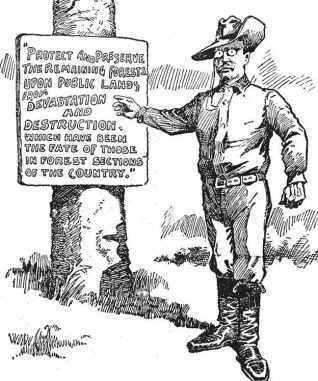 "PROTECT AND PRESERVE
THE REMAINING FORESTS
UPON PUBLIC LANDS
FROM
DEVASTATION
AND
DESTRUCTION.
WHICH HAVE BEEN
THE FATE OF THOSE
IN FOREST SECTIONS
OF THE COUNTRY."